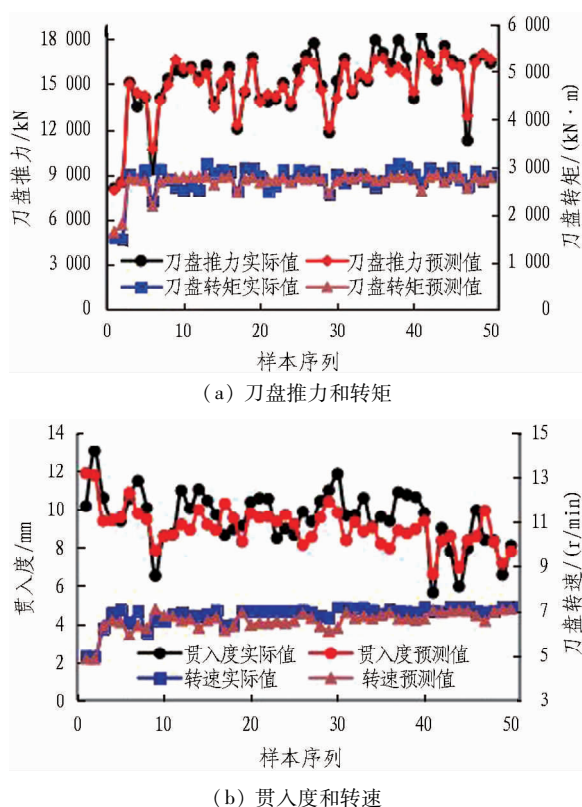 18 000
15 000
12 000
9 000
6 000
3 000
0
刀盘推力/kN
6 000
5 000
4 000
3 000
2 000
1 000
0
刀盘转矩/(kN·m)
刀盘推力实际值 刀盘推力预测值
刀盘转矩实际值 刀盘转矩预测值
0 10 20 30 40 50
样本序列
(a) 刀盘推力和转矩
14
12
10
8
6
4
2
0
贯入度/mm
15
13
11
9
7
5
3
刀盘转速/(r/min)
贯入度实际值 贯入度预测值
转速实际值 转速预测值
0 10 20 30 40 50
样本序列
(b) 贯入度和转速